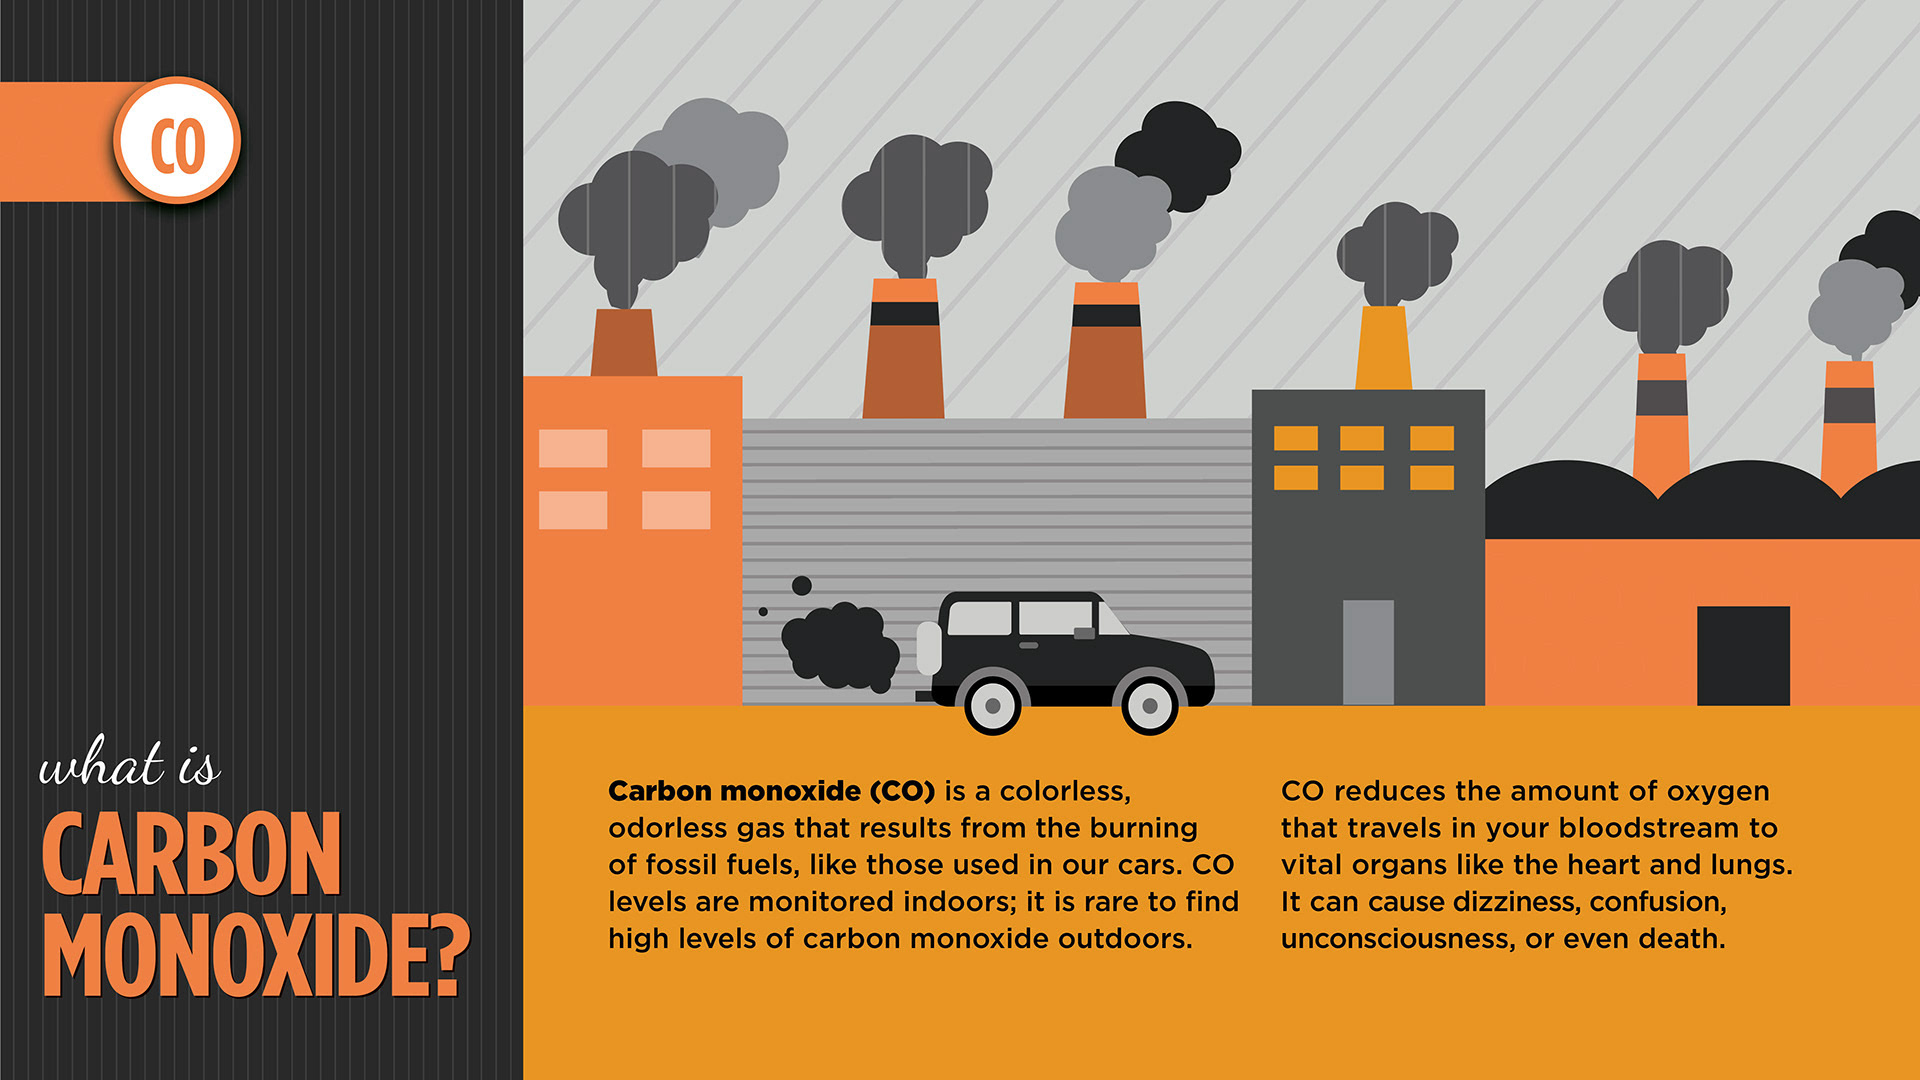 CO
what is
CARBON
MONOXIDE?
Carbon monoxide (CO) is a colorless,
odorless gas that results from the burning
of fossil fuels, like those used in our cars. CO
levels are monitored indoors; it is rare to find
high levels of carbon monoxide outdoors.
CO reduces the amount of oxygen
that travels in your bloodstream to
vital organs like the heart and lungs.
It can cause dizziness, confusion,
unconsciousness, or even death.